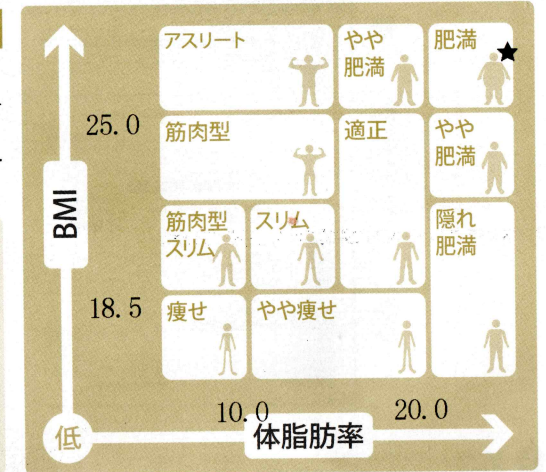 アスリート
やや
肥満
肥満
25.0
筋肉型
適正
やや
肥満
BMI
筋肉型
スリム
スリム
隠れ
肥満
18.5
痩せ
やや痩せ
10.0
20.0
低
体脂肪率